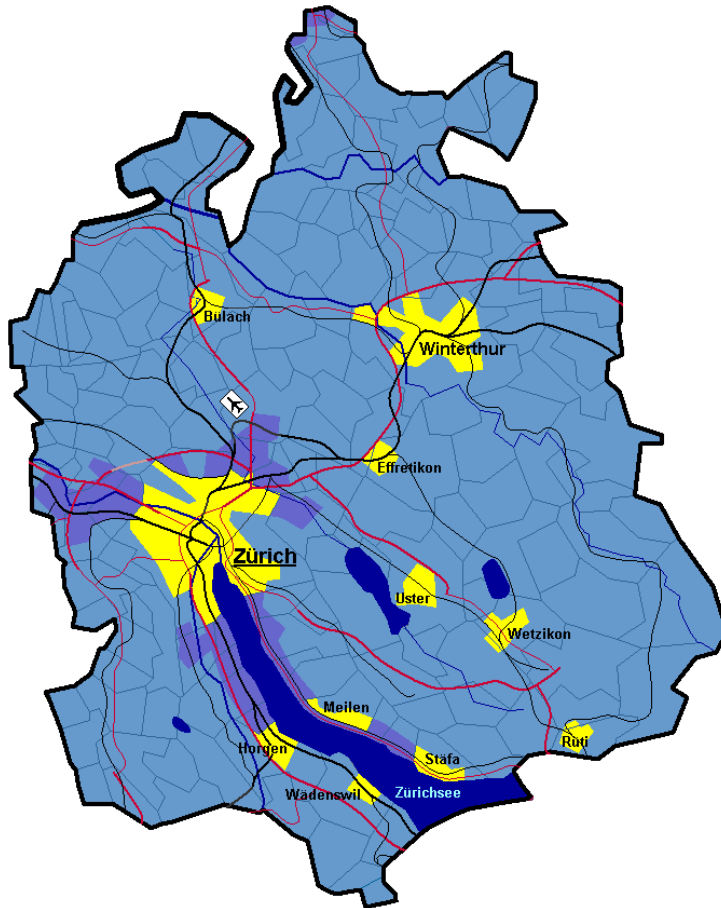 Bülach
Winterthur
Effretikon
Zürich
Uster
Wetzikon
Meilen
Horgen
Stäfa
Rüti
Wädenswil
Zürichsee